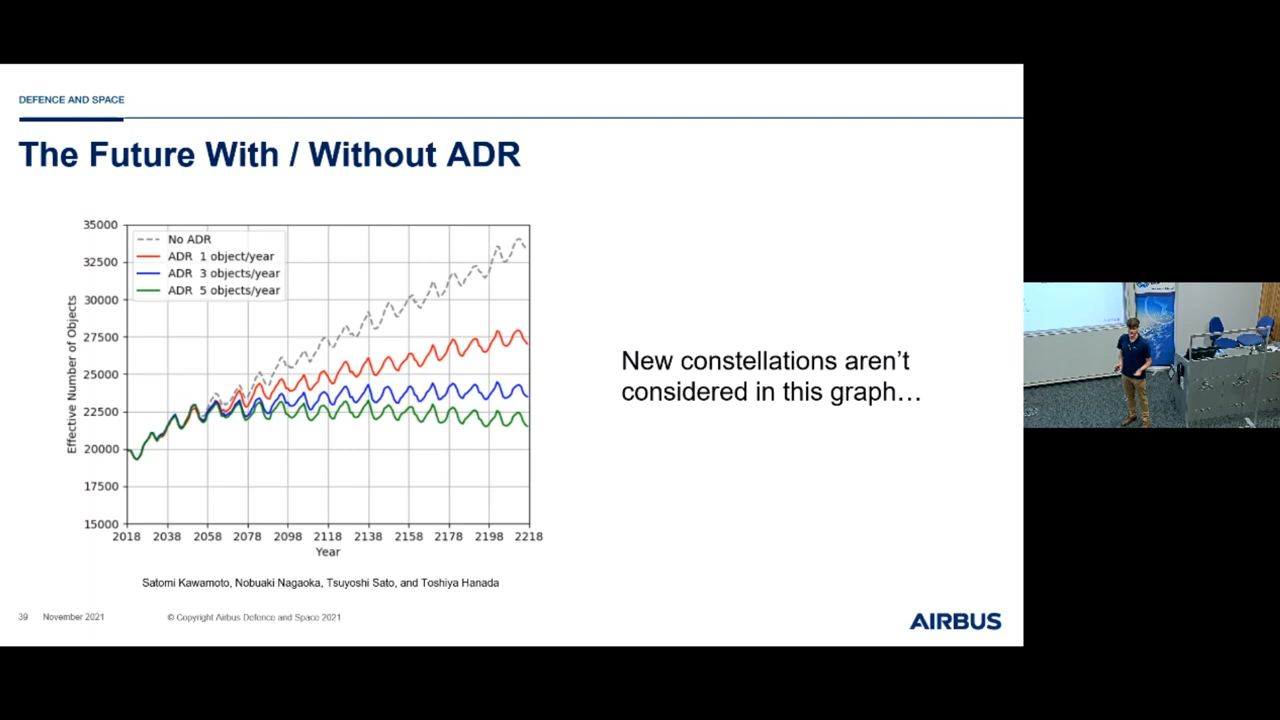 DEFENCE AND SPACE
The Future With / Without ADR
35000
32500
30000
27500
25000
22500
20000
17500
15000
Effective Number of Objects
No ADR
ADR 1 object/year
ADR 3 objects/year
ADR 5 objects/year
2018 2038 2058 2078 2098 2118 2138 2158 2178 2198 2218
Year
Satomi Kawamoto, Nobuaki Nagaoka, Tsuyoshi Sato, and Toshiya Hanada
New constellations aren’t
considered in this graph…
39 November 2021 © Copyright Airbus Defence and Space 2021
AIRBUS